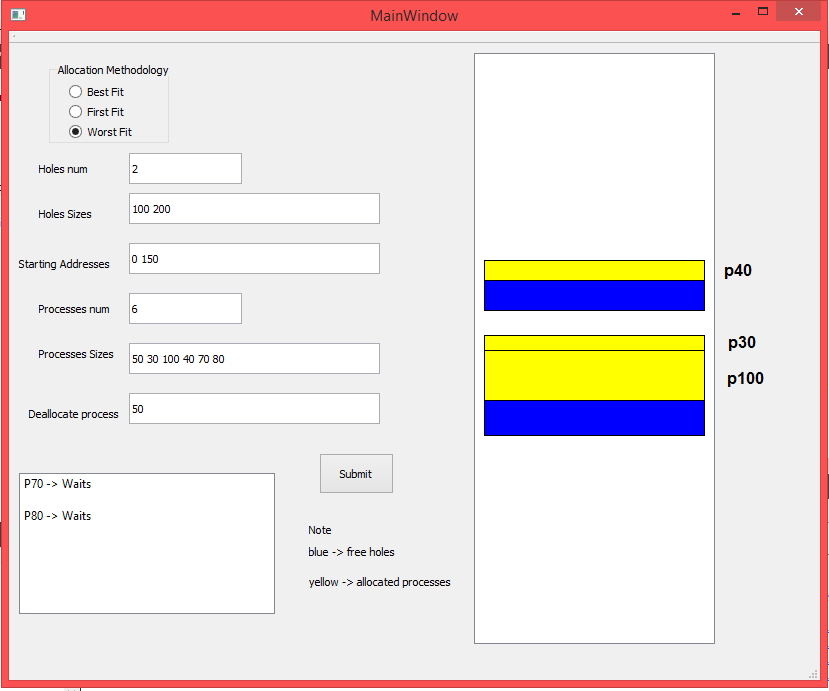 MainWindow
Allocation Methodology
Best Fit
First Fit
Worst Fit
Holes num
2
Holes Sizes
100 200
Starting Addresses
0 150
Processes num
6
Processes Sizes
50 30 100 40 70 80
Deallocate process
50
Submit
P70 -> Waits
P80 -> Waits
Note
blue -> free holes
yellow -> allocated processes
p40
p30
p100